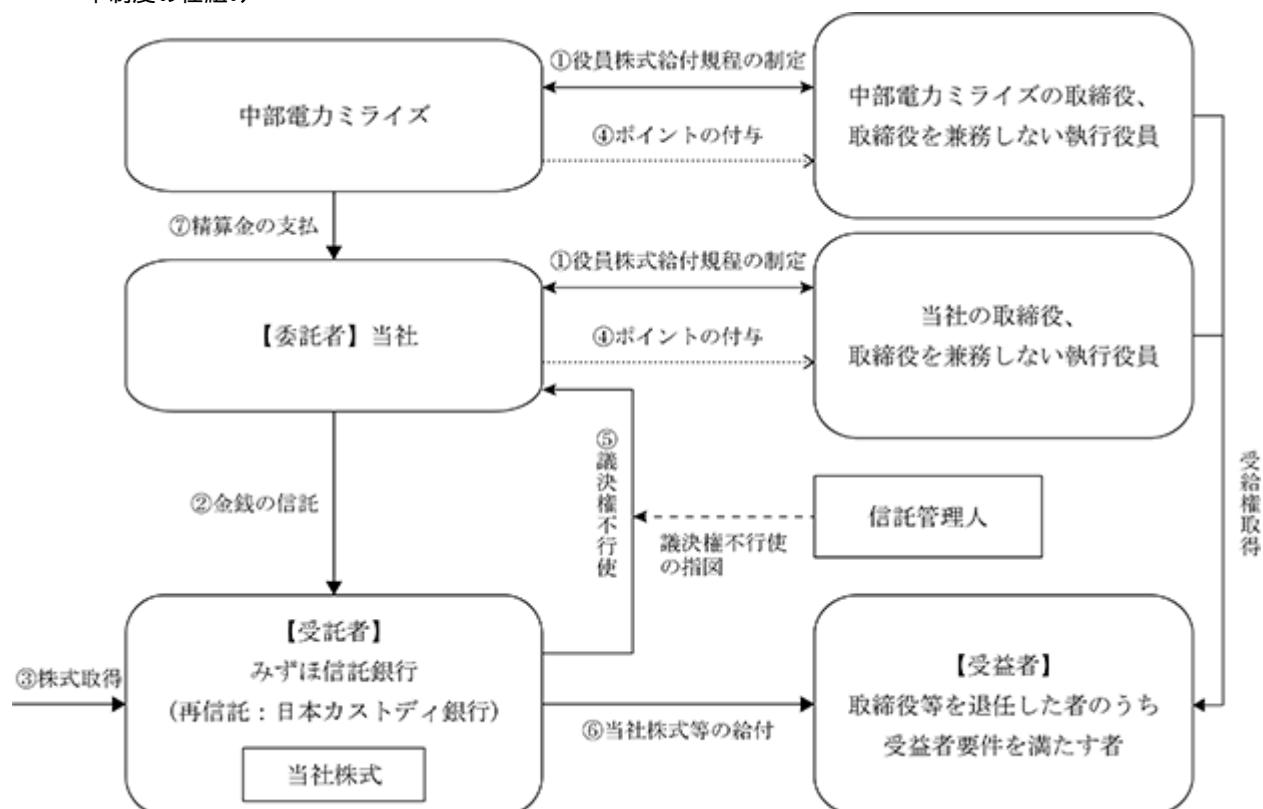 ①役員株式給付規程の制定
中部電力ミライズ
中部電力ミライズの取締役、
取締役を兼務しない執行役員
④ポイントの付与
⑦精算金の支払
①役員株式給付規程の制定
【委託者】当社
当社の取締役、
取締役を兼務しない執行役員
④ポイントの付与
⑤議決権不行使
受給権取得
②金銭の信託
信託管理人
議決権不行使
の指図
【受託者】
みずほ信託銀行
(再信託：日本カストディ銀行)
当社株式
③株式取得
⑥当社株式等の給付
【受益者】
取締役等を退任した者のうち
受益者要件を満たす者